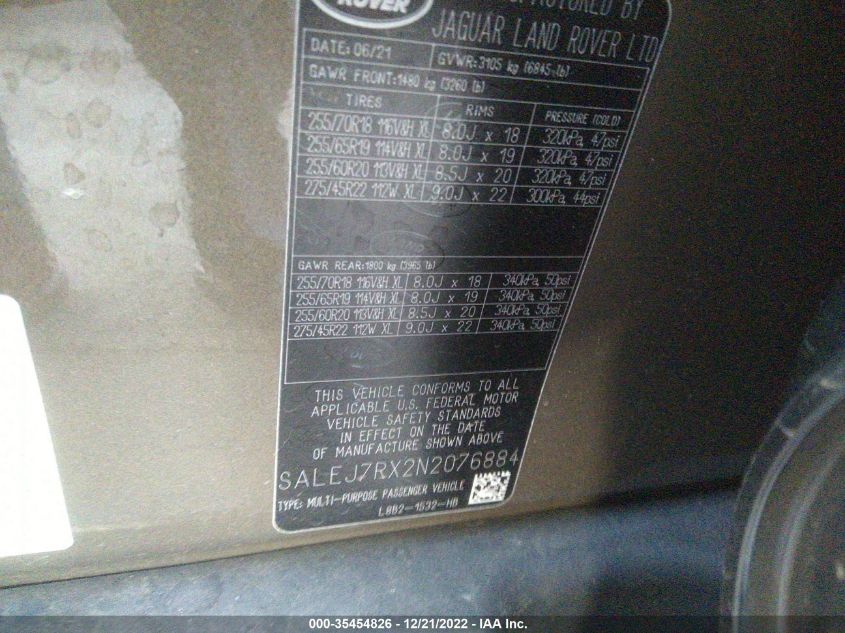 ROVER
BY
JAGUAR LAND ROVER LTD
DATE: 06/21 GVWR: 3105 kg (6845 lb)
GAWR FRONT: 1480 kg (3260 lb)
TIRES RIMS PRESSURE (COLD)
255/70R18 116V&H XL 8.0J x 18 320kPa, 47psi
255/65R19 114V&H XL 8.0J x 19 320kPa, 47psi
255/60R20 113V&H XL 8.5J x 20 320kPa, 47psi
275/45R22 112W XL 9.0J x 22 300kPa, 44psi
GAWR REAR: 1800 kg (3965 lb)
255/70R18 116V&H XL 8.0J x 18 340kPa, 50psi
255/65R19 114V&H XL 8.0J x 19 340kPa, 50psi
255/60R20 113V&H XL 8.5J x 20 340kPa, 50psi
275/45R22 112W XL 9.0J x 22 340kPa, 50psi
THIS VEHICLE CONFORMS TO ALL
APPLICABLE U.S. FEDERAL MOTOR
VEHICLE SAFETY STANDARDS
IN EFFECT ON THE DATE
OF MANUFACTURE SHOWN ABOVE
SALEJ7RX2N2076884
TYPE: MULTI-PURPOSE PASSENGER VEHICLE
L8B2-1532-HB
000-35454826 - 12/21/2022 - IAA Inc.